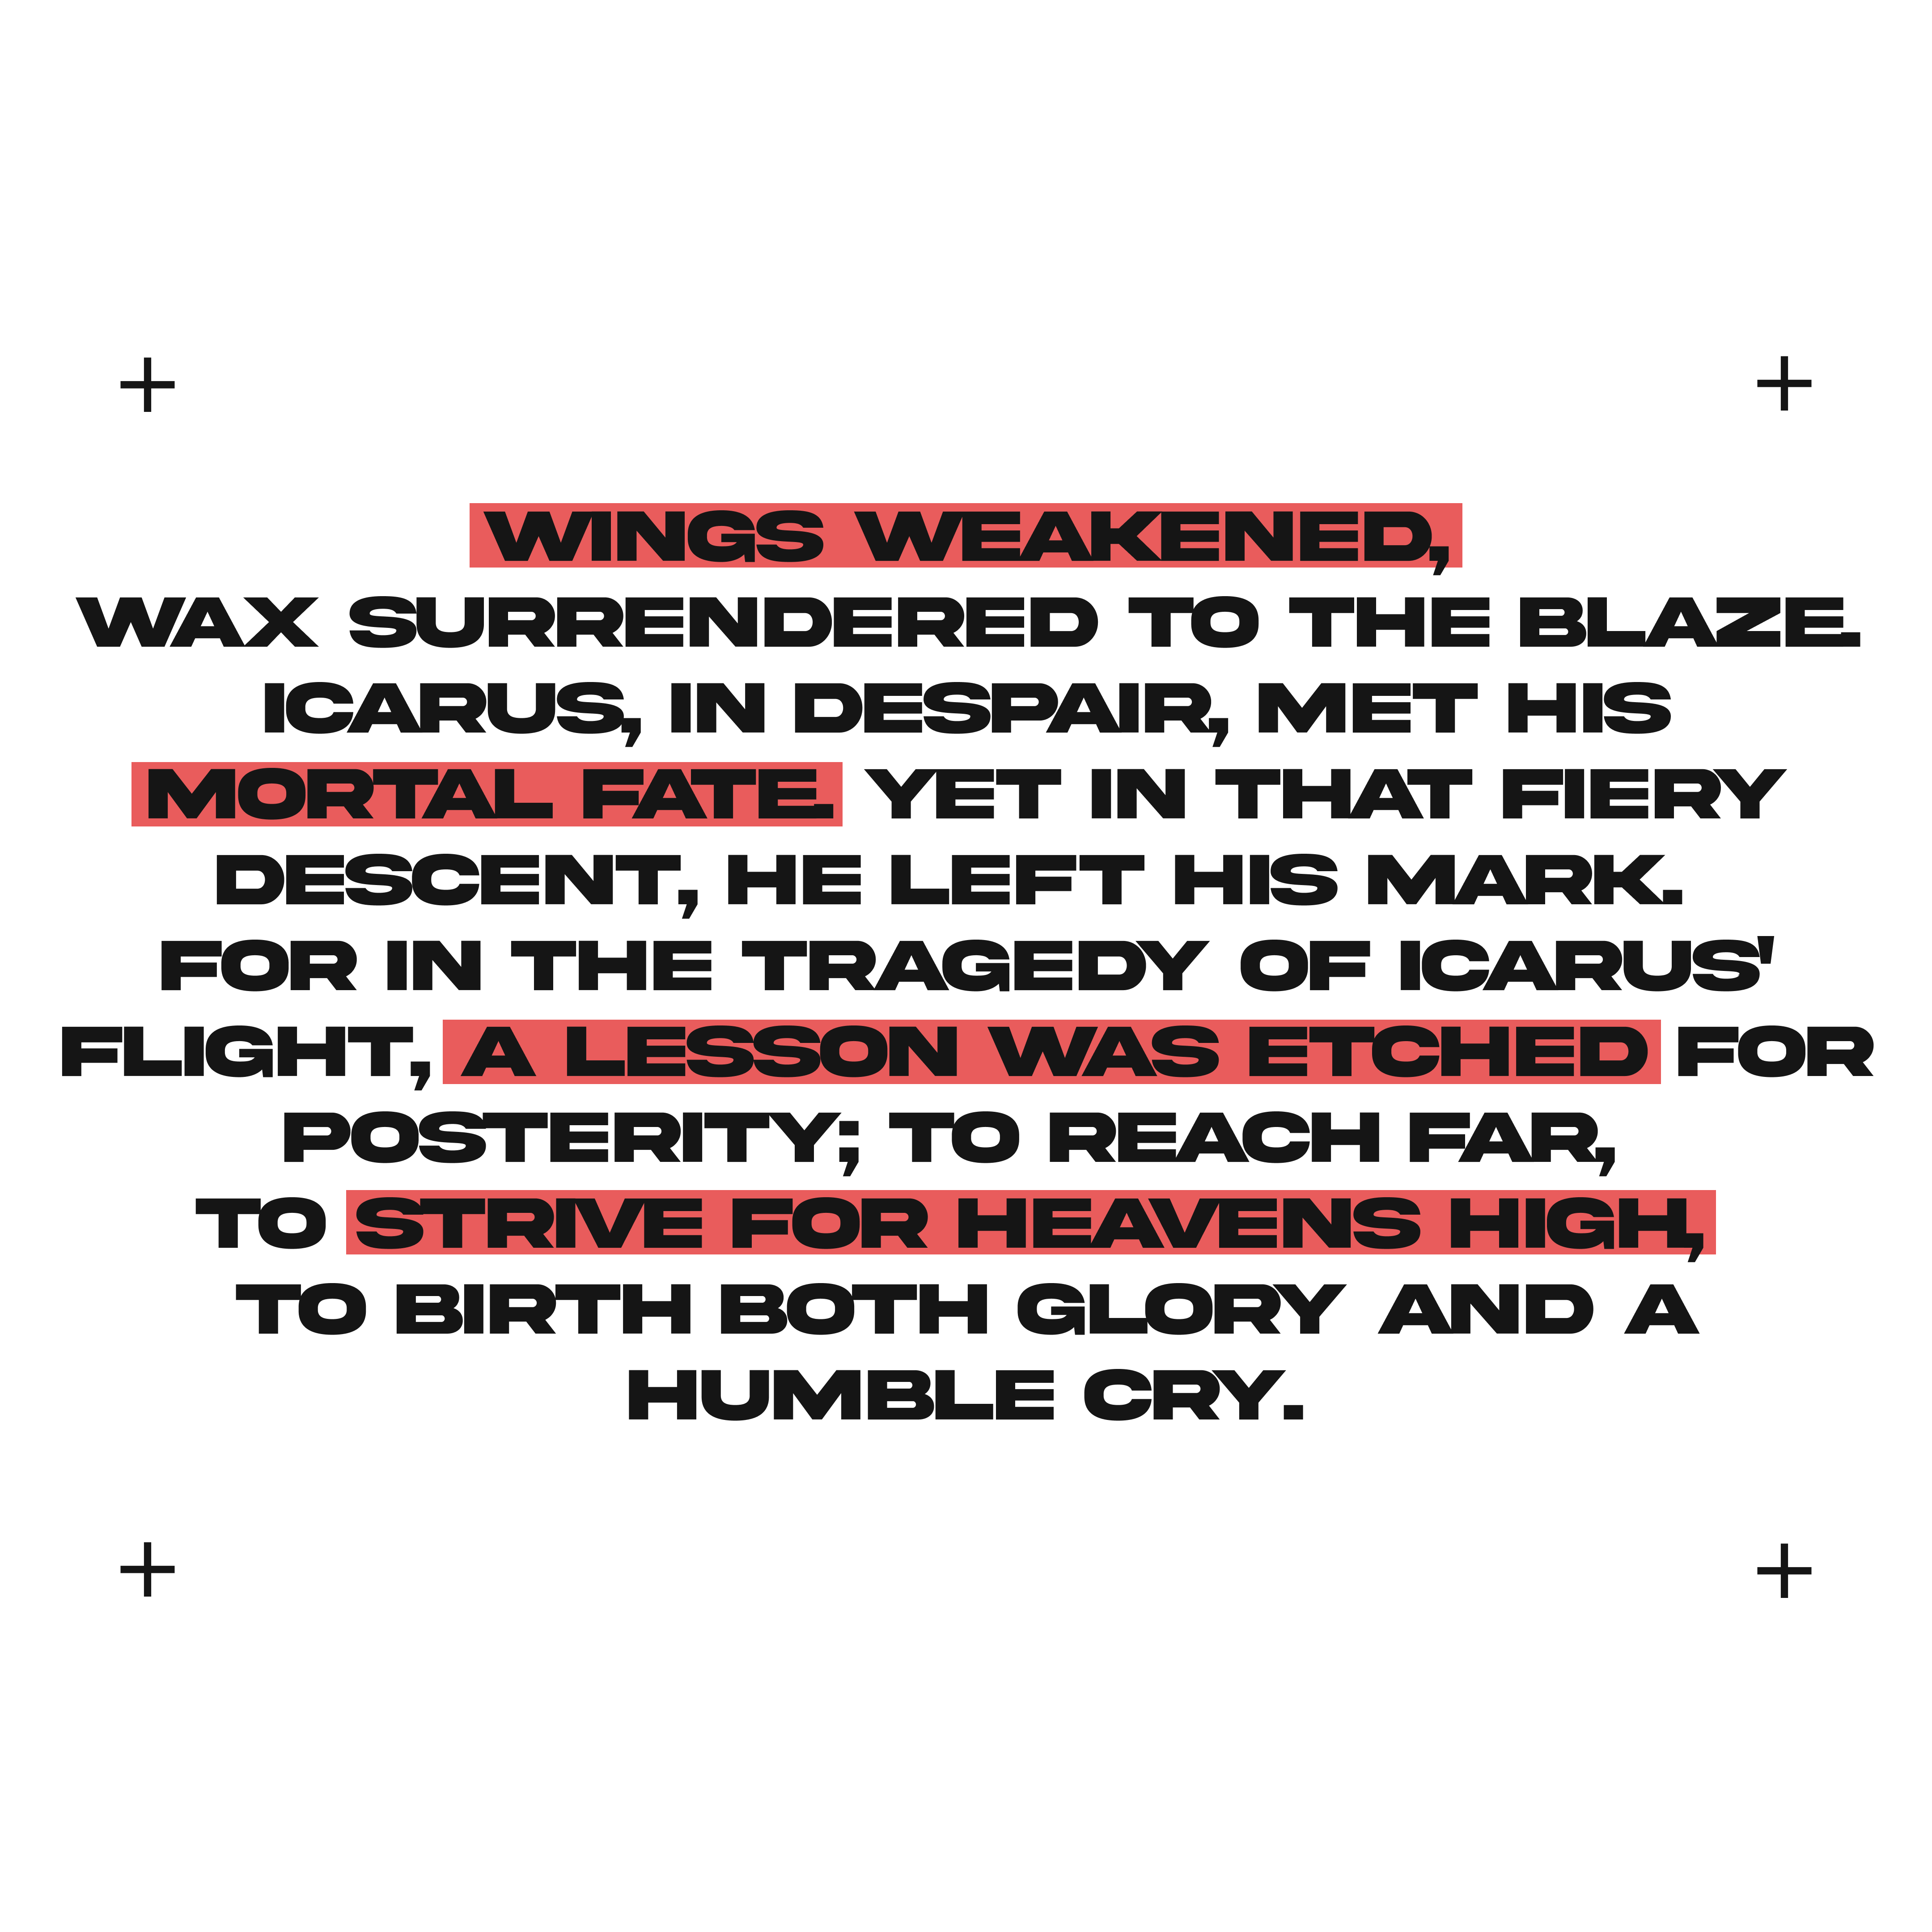 WINGS WEAKENED,
WAX SURRENDERED TO THE BLAZE.
ICARUS, IN DESPAIR, MET HIS
MORTAL FATE. YET IN THAT FIERY
DESCENT, HE LEFT HIS MARK.
FOR IN THE TRAGEDY OF ICARUS'
FLIGHT, A LESSON WAS ETCHED FOR
POSTERITY; TO REACH FAR,
TO STRIVE FOR HEAVENS HIGH,
TO BIRTH BOTH GLORY AND A
HUMBLE CRY.